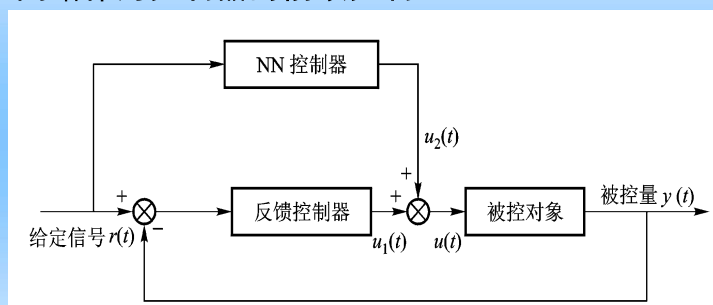 NN 控制器
u₂(t)
+
+
+
被控量 y (t)
反馈控制器
被控对象
−
给定信号 r(t)
u₁(t)
u(t)